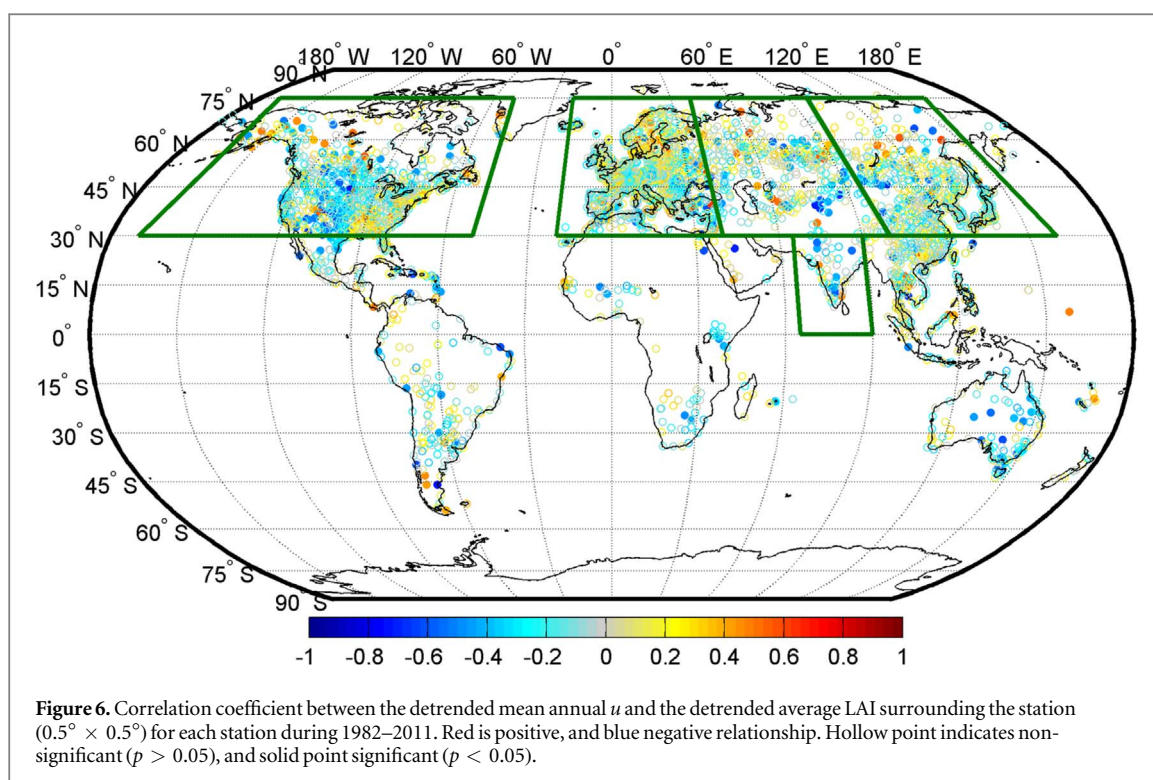 180° W 120° W 60° W 0° 60° E 120° E 180° E
90° N
75° N
60° N
45° N
30° N
15° N
0°
15° S
30° S
45° S
60° S
75° S
90° S
-1 -0.8 -0.6 -0.4 -0.2 0 0.2 0.4 0.6 0.8 1
Figure 6. Correlation coefficient between the detrended mean annual u and the detrended average LAI surrounding the station
(0.5° × 0.5°) for each station during 1982–2011. Red is positive, and blue negative relationship. Hollow point indicates non-
significant (p > 0.05), and solid point significant (p < 0.05).